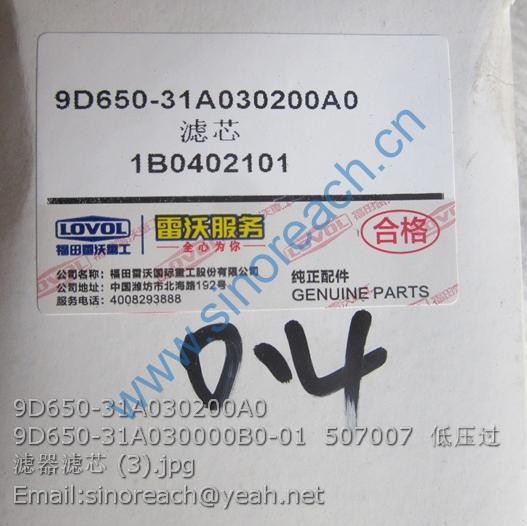 9D650-31A030200A0
滤芯
1B0402101
LOVOL
福田雷沃重工
雷沃服务
全心为你
合格
公司名称：福田雷沃国际重工股份有限公司
公司地址：中国潍坊市北海路192号
服务电话：4008293888
纯正配件
GENUINE PARTS
0.4
www.sinoreach.cn
9D650-31A030200A0
9D650-31A030000B0-01 507007 低压过
滤器滤芯 (3).jpg
Email:sinoreach@yeah.net